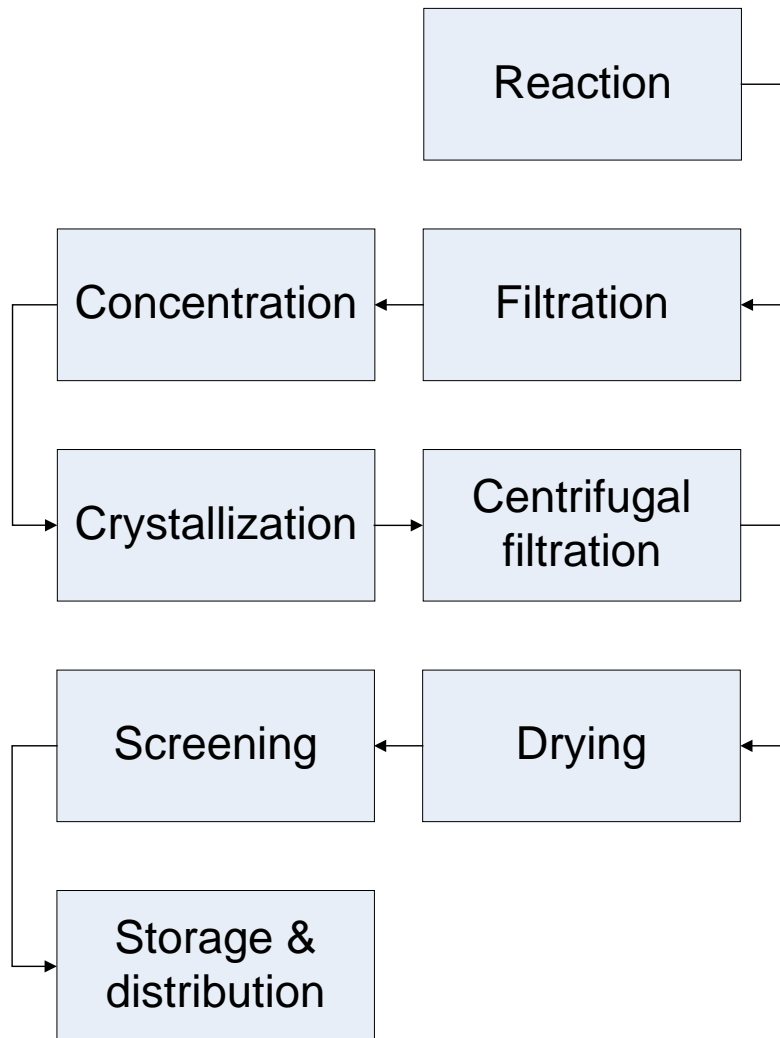 Reaction
Concentration
Filtration
Crystallization
Centrifugal
filtration
Screening
Drying
Storage &
distribution